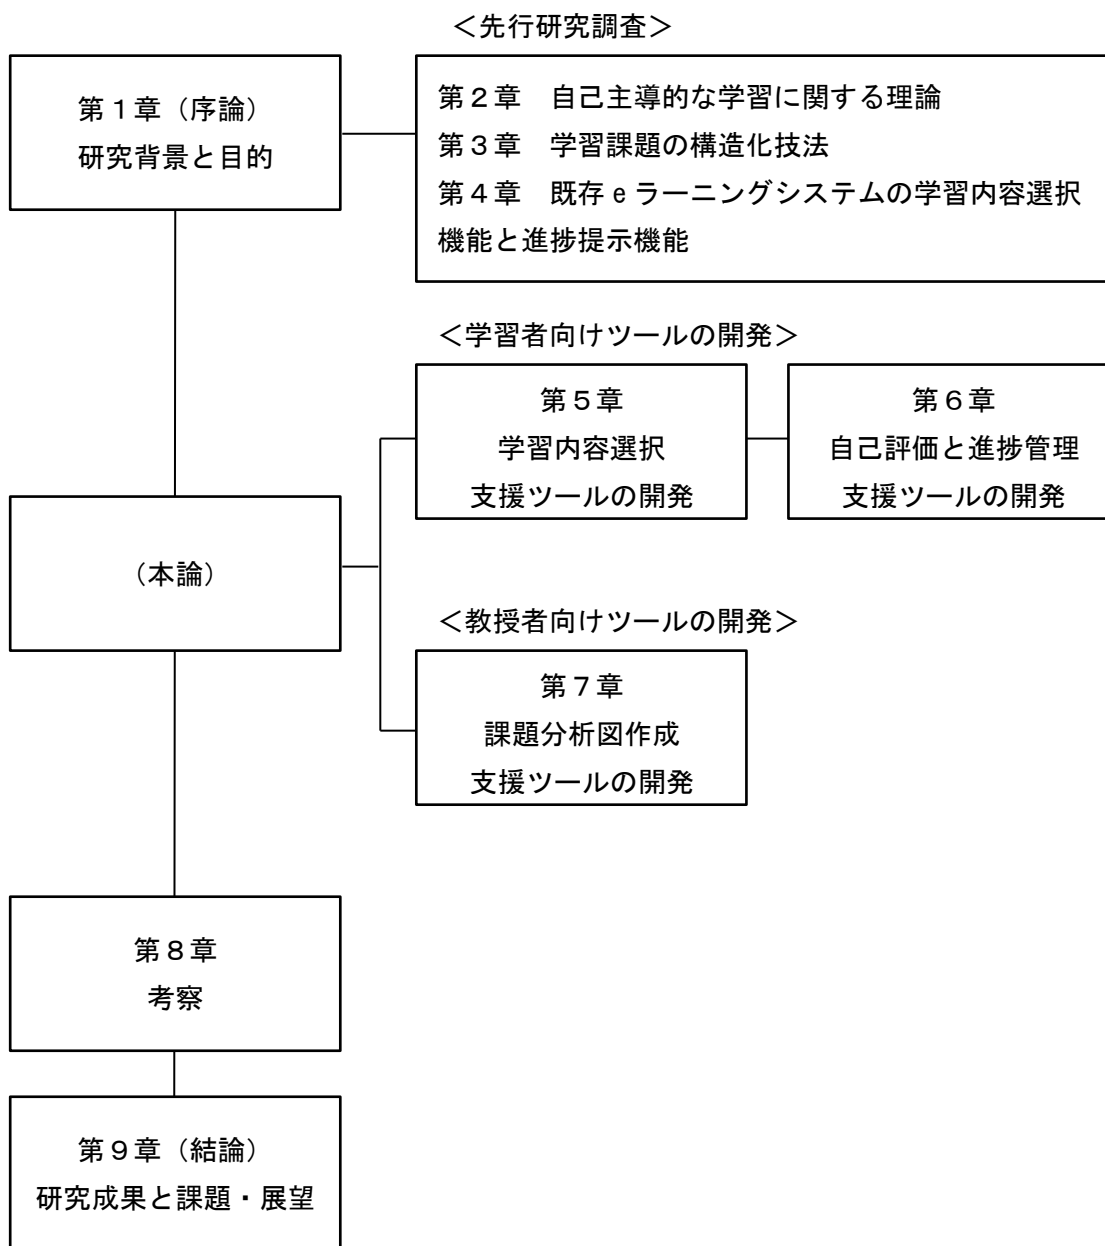 ＜先行研究調査＞
第１章（序論）
研究背景と目的
第２章　自己主導的な学習に関する理論
第３章　学習課題の構造化技法
第４章　既存 e ラーニングシステムの学習内容選択
機能と進捗提示機能
＜学習者向けツールの開発＞
第５章
学習内容選択
支援ツールの開発
第６章
自己評価と進捗管理
支援ツールの開発
（本論）
＜教授者向けツールの開発＞
第７章
課題分析図作成
支援ツールの開発
第８章
考察
第９章（結論）
研究成果と課題・展望